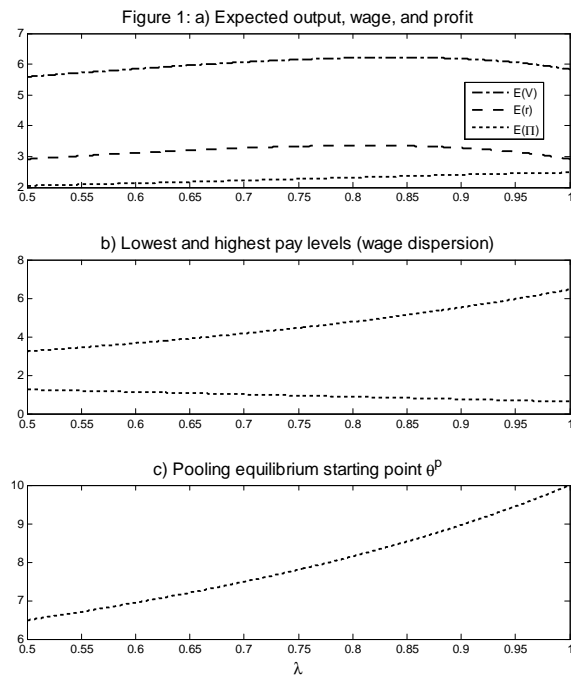 Figure 1: a) Expected output, wage, and profit
7
6
5
4
3
2
E(V)
E(r)
E(Π)
0.5 0.55 0.6 0.65 0.7 0.75 0.8 0.85 0.9 0.95 1
b) Lowest and highest pay levels (wage dispersion)
8
6
4
2
0
0.5 0.55 0.6 0.65 0.7 0.75 0.8 0.85 0.9 0.95 1
c) Pooling equilibrium starting point θᵖ
10
9
8
7
6
0.5 0.55 0.6 0.65 0.7 0.75 0.8 0.85 0.9 0.95 1
λ